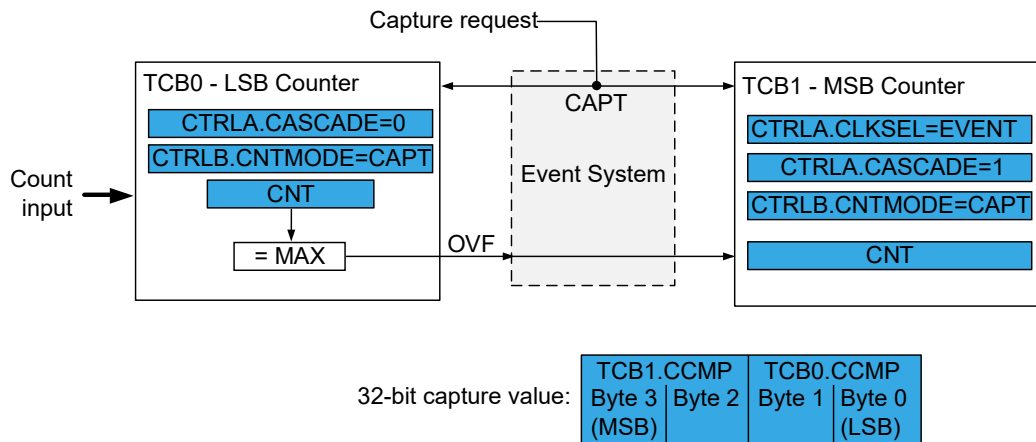 Capture request
TCB0 - LSB Counter
CTRLA.CASCADE=0
CTRLB.CNTMODE=CAPT
CNT
= MAX
Count
input
OVF
CAPT
Event System
TCB1 - MSB Counter
CTRLA.CLKSEL=EVENT
CTRLA.CASCADE=1
CTRLB.CNTMODE=CAPT
CNT
32-bit capture value:
TCB1.CCMP TCB0.CCMP
Byte 3 Byte 2 Byte 1 Byte 0
(MSB) (LSB)